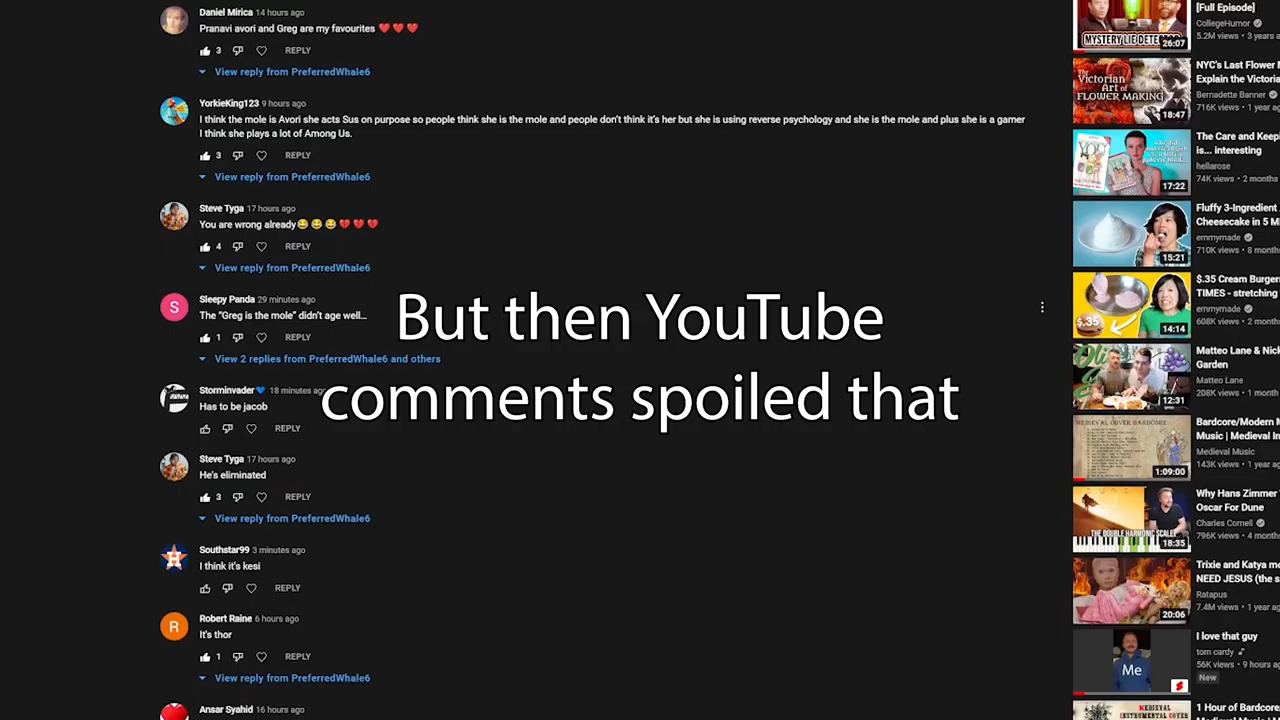 Daniel Mirica 14 hours ago
Pranavi avori and Greg are my favourites ❤️ ❤️ ❤️
3 REPLY
View reply from PreferredWhale6
YorkieKing123 9 hours ago
I think the mole is Avori she acts Sus on purpose so people think she is the mole and people don't think it's her but she is using reverse psychology and she is the mole and plus she is a gamer
I think she plays a lot of Among Us.
3 REPLY
View reply from PreferredWhale6
Steve Tyga 17 hours ago
You are wrong already😂 😂 😂 💔 💔 💔
4 REPLY
View reply from PreferredWhale6
S
Sleepy Panda 29 minutes ago
The “Greg is the mole” didn’t age well...
1 REPLY
View 2 replies from PreferredWhale6 and others
Storminvader💙 18 minutes ago
Has to be jacob
REPLY
Steve Tyga 17 hours ago
He's eliminated
3 REPLY
View reply from PreferredWhale6
Southstar99 3 minutes ago
I think it's kesi
REPLY
R
Robert Raine 6 hours ago
It's thor
1 REPLY
View reply from PreferredWhale6
Ansar Syahid 16 hours ago
But then YouTube
comments spoiled that
[Full Episode]
CollegeHumor
5.2M views • 3 years a
MYSTERY LIE DETE
26:07
NYC's Last Flower M
Explain the Victoria
Bernadette Banner
716K views • 1 year ag
The
Victorian
Art of
FLOWER MAKING
18:47
The Care and Keepi
is... interesting
hellarose
74K views • 2 months
YOU
17:22
Fluffy 3-Ingredient
Cheesecake in 5 M
emmymade
710K views • 8 month
15:21
$.35 Cream Burger
TIMES - stretching
emmymade
608K views • 2 month
$.35
14:14
Matteo Lane & Nick
Garden
Matteo Lane
208K views • 1 month
12:31
Bardcore/Modern M
Music | Medieval
Medieval Music
143K views • 1 year
MEDIEVAL COVER BARDCORE
1:09:00
Why Hans Zimmer
Oscar For Dune
Charles Cornell
796K views • 4 months
THE DOUBLE HARMONIC SCALE
18:35
Trixie and Katya mo
NEED JESUS (the s
Ratapus
7.4M views • 1 year ag
20:06
I love that guy
tom cardy
56K views • 9 hours ag
New
Me
1 Hour of Bardcore
MEDIEVAL
INSTRUMENTAL COVER